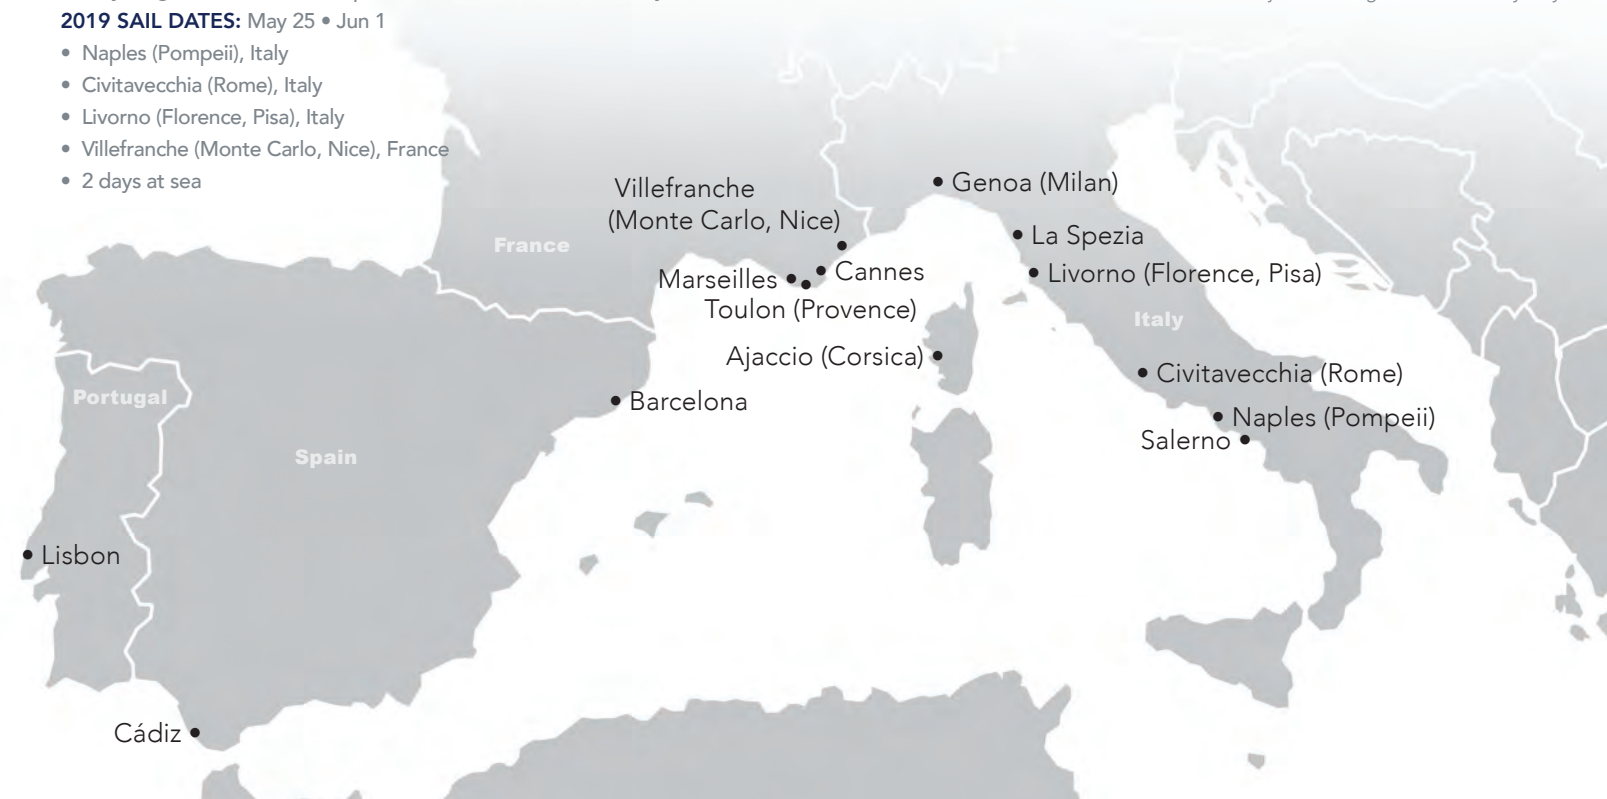 2019 SAIL DATES: May 25 • Jun 1
• Naples (Pompeii), Italy
• Civitavecchia (Rome), Italy
• Livorno (Florence, Pisa), Italy
• Villefranche (Monte Carlo, Nice), France
• 2 days at sea
Villefranche
(Monte Carlo, Nice)
Genoa (Milan)
France
La Spezia
Marseilles
Cannes
Livorno (Florence, Pisa)
Toulon (Provence)
Italy
Ajaccio (Corsica)
Civitavecchia (Rome)
Portugal
Barcelona
Naples (Pompeii)
Salerno
Spain
Lisbon
Cádiz